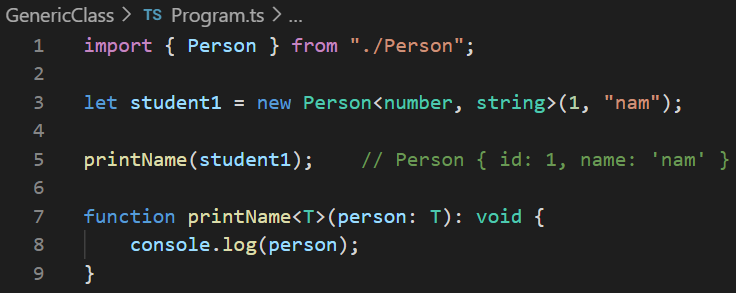 GenericClass > TS Program.ts > ...
1 import { Person } from "./Person";
2
3 let student1 = new Person<number, string>(1, "nam");
4
5 printName(student1);    // Person { id: 1, name: 'nam' }
6
7 function printName<T>(person: T): void {
8     console.log(person);
9 }